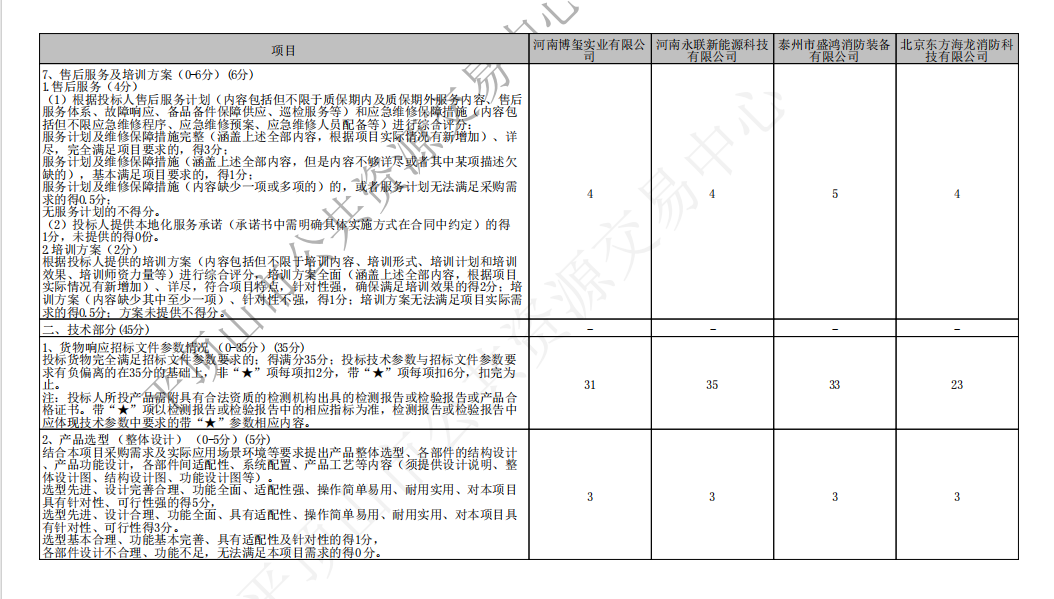 项目
河南博玺实业有限公
司
河南永联新能源科技
有限公司
泰州市盛鸿消防装备
有限公司
北京东方海龙消防科
技有限公司
7、售后服务及培训方案（0-6分）(6分)
1.售后服务（4分）
（1）根据投标人售后服务计划（内容包括但不限于质保期内及质保期外服务内容、售后
服务体系、故障响应、备品备件保障供应、巡检服务等）和应急维修保障措施（内容包
括但不限应急维修程序、应急维修预案、应急维修人员配备等）进行综合评分：
服务计划及维修保障措施完整（涵盖上述全部内容，根据项目实际情况有新增加）、详
尽，完全满足项目要求的，得3分；
服务计划及维修保障措施（涵盖上述全部内容，但是内容不够详尽或者其中某项描述欠
缺的），基本满足项目要求的，得1分；
服务计划及维修保障措施（内容缺少一项或多项的）的，或者服务计划无法满足采购需
求的得0.5分；
无服务计划的不得分。
（2）投标人提供本地化服务承诺（承诺书中需明确具体实施方式在合同中约定）的得
1分，未提供的得0份。
2 培训方案（2分）
根据投标人提供的培训方案（内容包括但不限于培训内容、培训形式、培训计划和培训
效果、培训师资力量等）进行综合评分，培训方案全面（涵盖上述全部内容，根据项目
实际情况有新增加）、详尽，符合项目特点，针对性强，确保满足培训效果的得2分；培
训方案（内容缺少其中至少一项）、针对性不强，得1分；培训方案无法满足项目实际需
求的得0.5分；方案未提供不得分。
4
4
5
4
二、技术部分(45分)
-
-
-
-
1、货物响应招标文件参数情况（0-35分）(35分)
投标货物完全满足招标文件参数要求的；得满分35分；投标技术参数与招标文件参数要
求有负偏离的在35分的基础上，非“★”项每项扣2分，带“★”项每项扣6分，扣完为
止。
注：投标人所投产品需附具有合法资质的检测机构出具的检测报告或检验报告或产品合
格证书。带“★”项以检测报告或检验报告中的相应指标为准，检测报告或检验报告中
应体现技术参数中要求的带“★”参数相应内容。
31
35
33
23
2、产品选型（整体设计）（0-5分）(5分)
结合本项目采购需求及实际应用场景环境等要求提出产品整体选型、各部件的结构设计
、产品功能设计，各部件间适配性、系统配置、产品工艺等内容（须提供设计说明、整
体设计图、结构设计图、功能设计图等）。
选型先进、设计完善合理、功能全面、适配性强、操作简单易用、耐用实用、对本项目
具有针对性、可行性强的得5分，
选型先进、设计合理、功能全面、具有适配性、操作简单易用、耐用实用、对本项目具
有针对性、可行性得3分。
选型基本合理、功能基本完善、具有适配性及针对性的得1分，
各部件设计不合理、功能不足，无法满足本项目需求的得0 分。
3
3
3
3
平顶山市公共资源交易中心
平顶山市公共资源交易中心